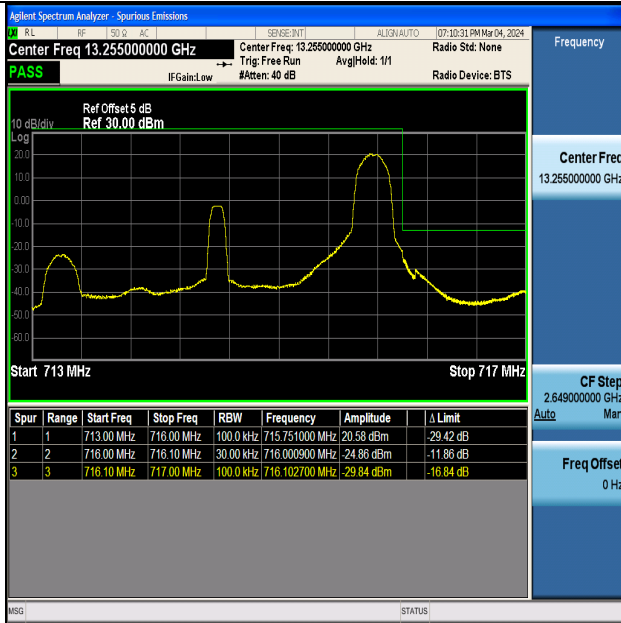 Agilent Spectrum Analyzer - Spurious Emissions
RL RF 50 Ω AC SENSE:INT ALIGN AUTO 07:10:31 PM Mar 04, 2024
Center Freq 13.255000000 GHz
Center Freq: 13.255000000 GHz
Radio Std: None
Trig: Free Run Avg|Hold: 1/1
PASS
IFGain:Low
#Atten: 40 dB
Radio Device: BTS
Ref Offset 5 dB
10 dB/div Ref 30.00 dBm
Log
20.0
10.0
0.00
-10.0
-20.0
-30.0
-40.0
-50.0
-60.0
Start 713 MHz Stop 717 MHz
Spur Range Start Freq Stop Freq RBW Frequency Amplitude Δ Limit
1 1 713.00 MHz 716.00 MHz 100.0 kHz 715.751000 MHz 20.58 dBm -29.42 dB
2 2 716.00 MHz 716.10 MHz 30.00 kHz 716.000900 MHz -24.86 dBm -11.86 dB
3 3 716.10 MHz 717.00 MHz 100.0 kHz 716.102700 MHz -29.84 dBm -16.84 dB
MSG STATUS
Frequency
Center Freq
13.255000000 GHz
CF Step
2.649000000 GHz
Auto Man
Freq Offset
0 Hz